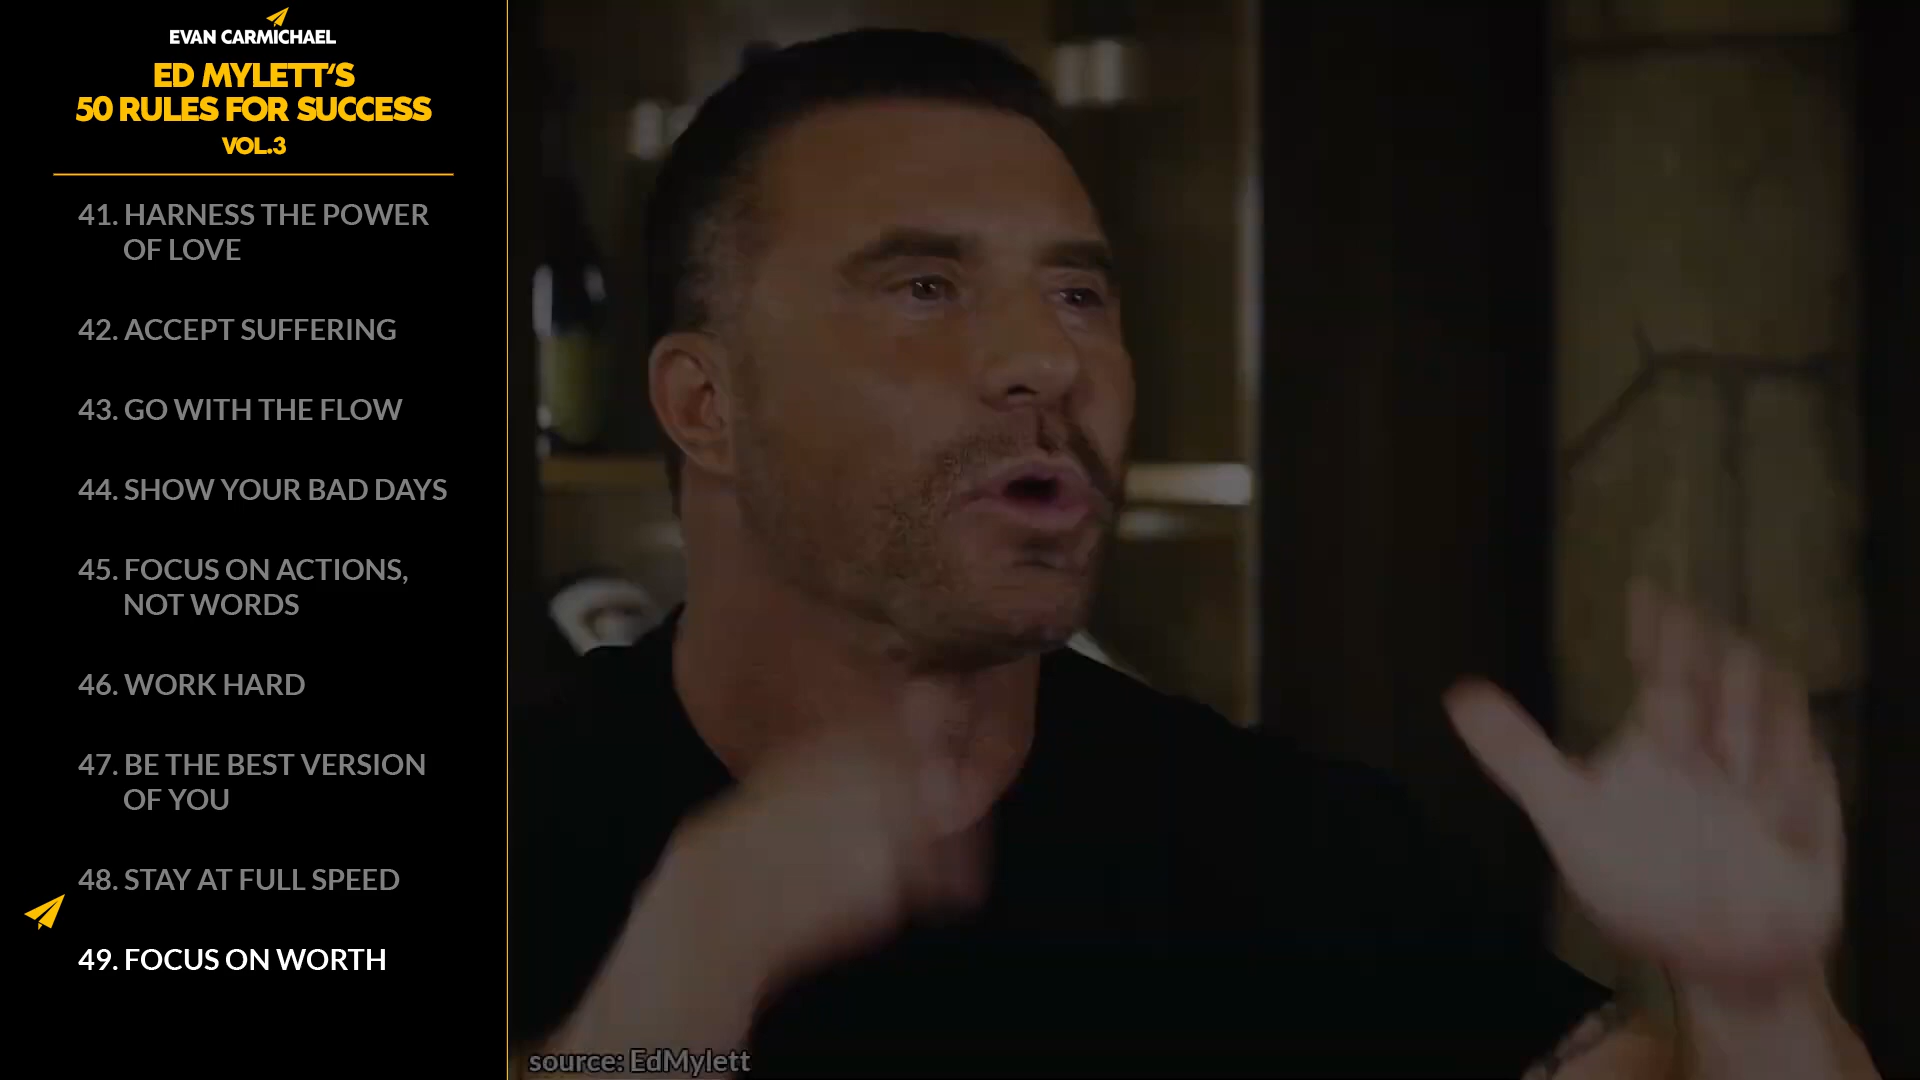 EVAN CARMICHAEL
ED MYLETT'S
50 RULES FOR SUCCESS
VOL.3
41. HARNESS THE POWER
OF LOVE
42. ACCEPT SUFFERING
43. GO WITH THE FLOW
44. SHOW YOUR BAD DAYS
45. FOCUS ON ACTIONS,
NOT WORDS
46. WORK HARD
47. BE THE BEST VERSION
OF YOU
48. STAY AT FULL SPEED
49. FOCUS ON WORTH
source: EdMylett